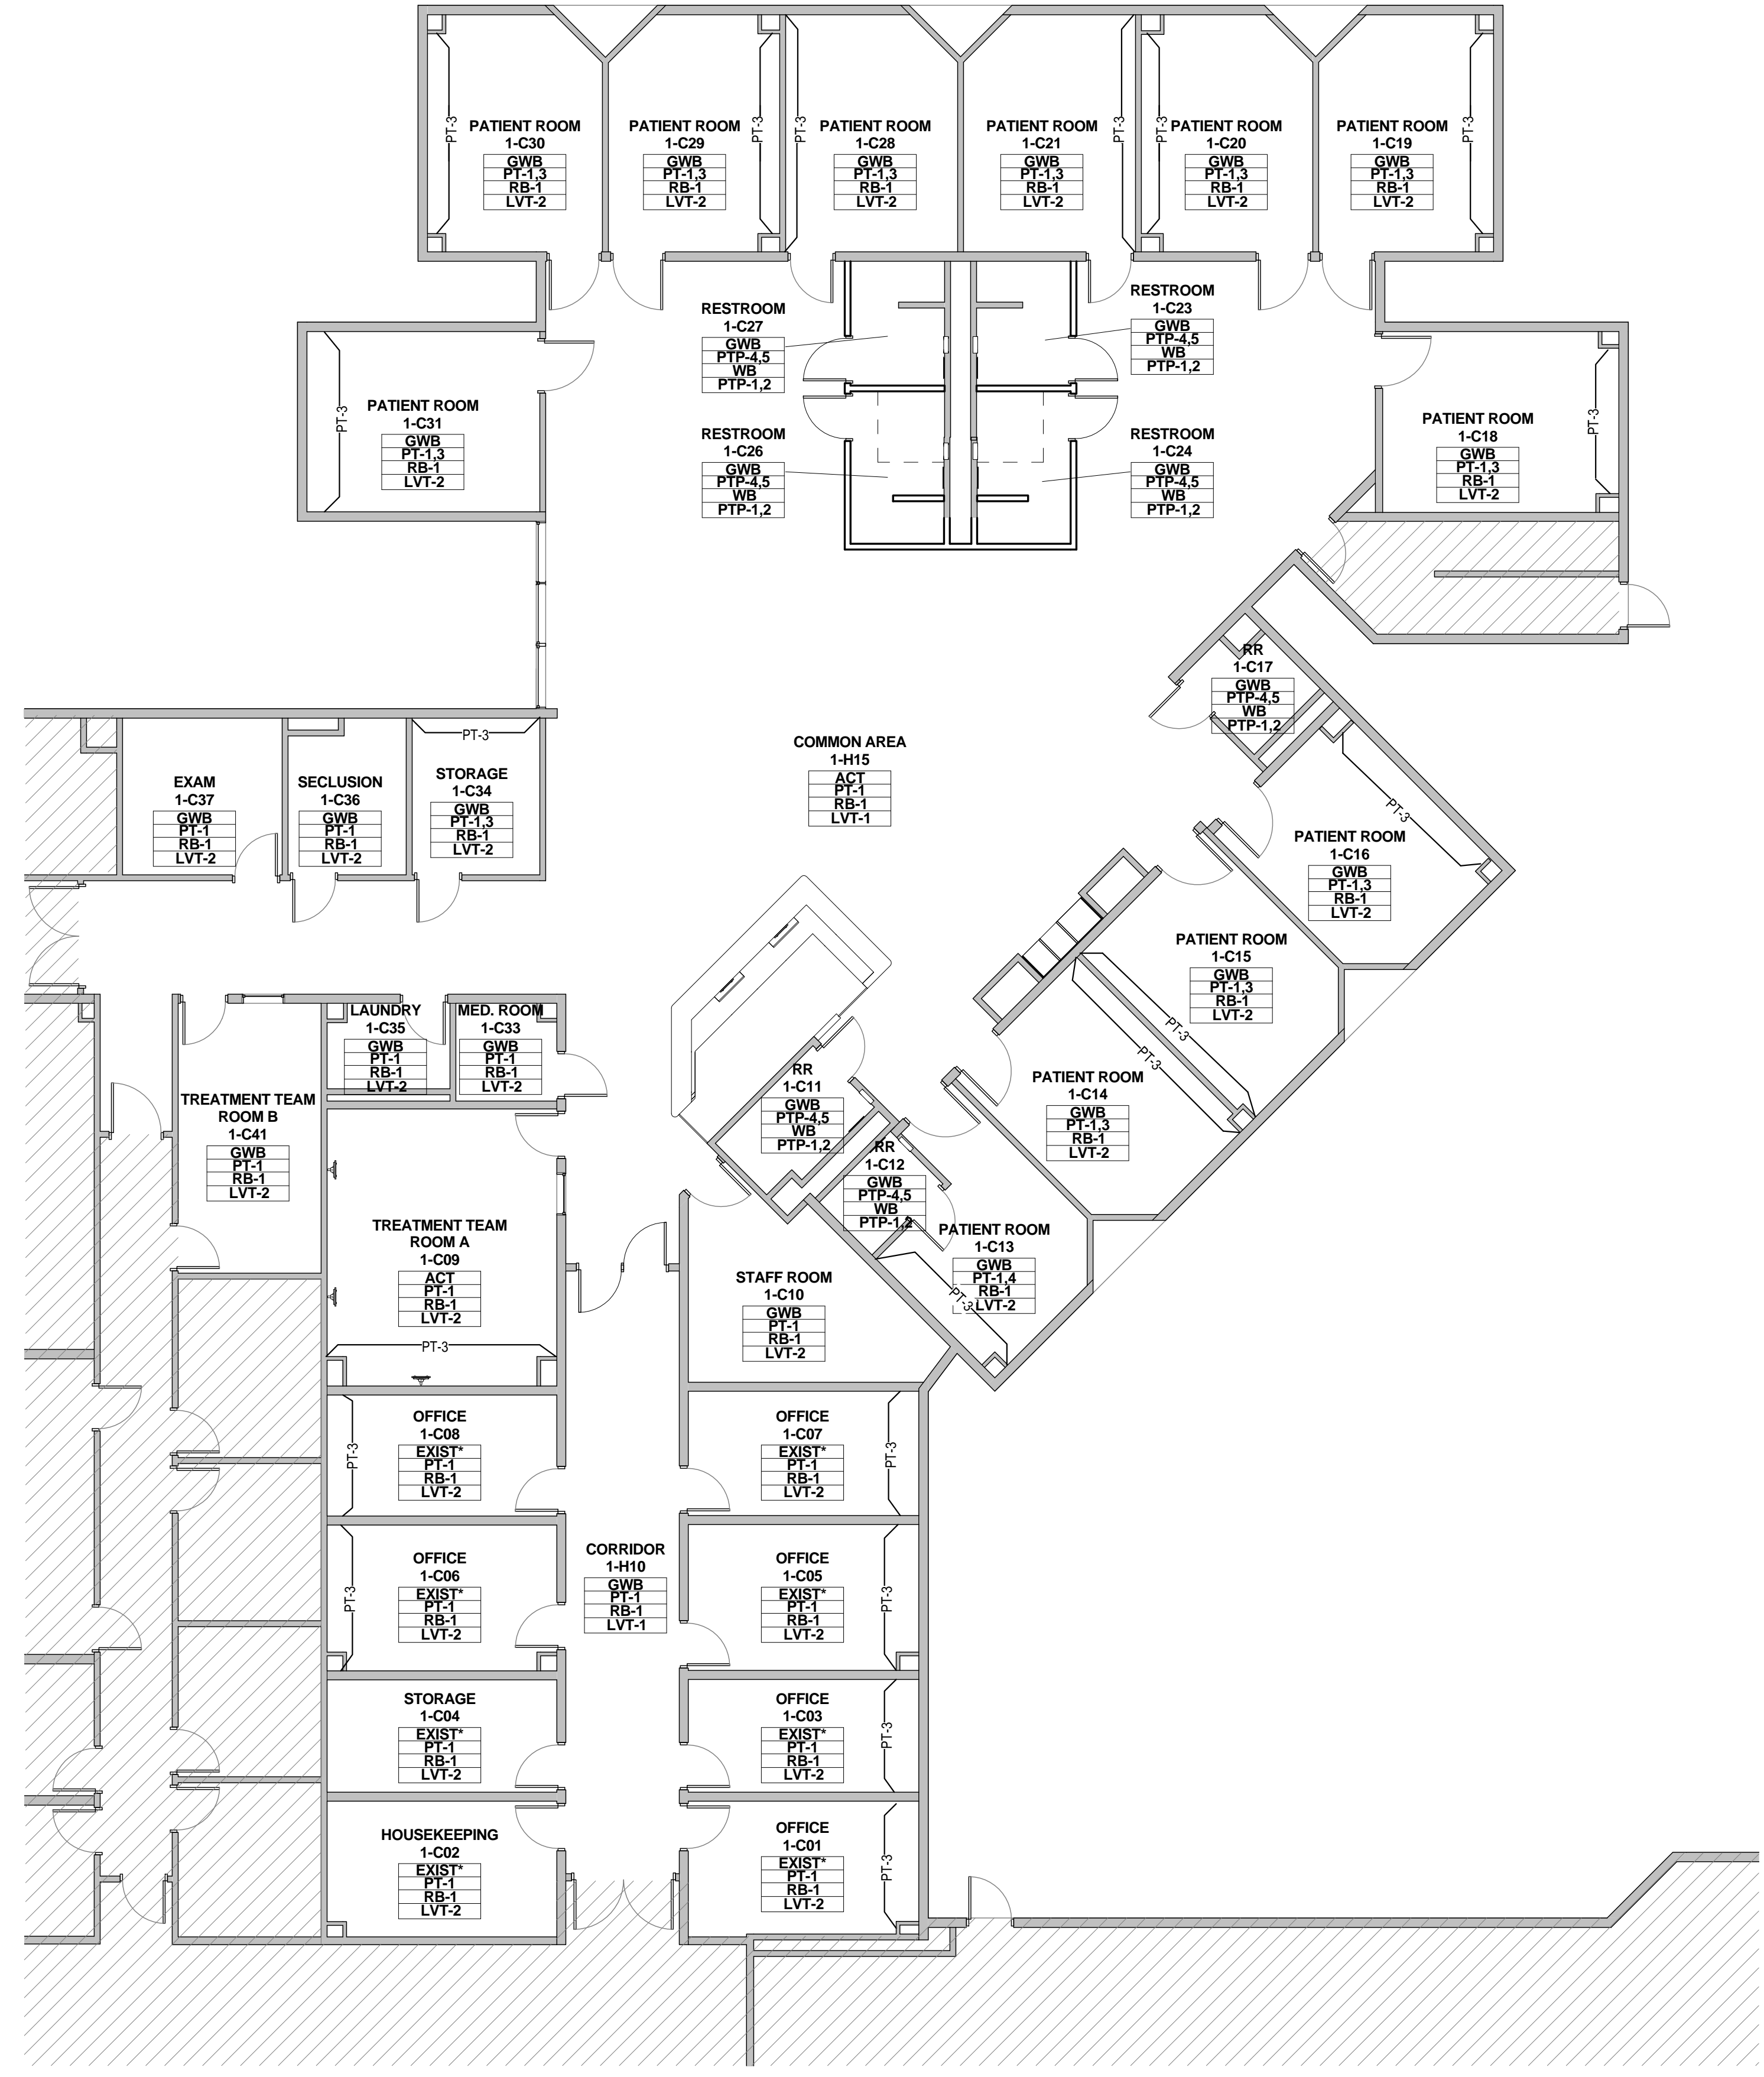 PATIENT ROOM
1-C30
GWB
PT-1,3
RB-1
LVT-2
PT-3
PATIENT ROOM
1-C29
GWB
PT-1,3
RB-1
LVT-2
PT-3
PATIENT ROOM
1-C28
GWB
PT-1,3
RB-1
LVT-2
PT-3
PATIENT ROOM
1-C21
GWB
PT-1,3
RB-1
LVT-2
PT-3
PATIENT ROOM
1-C20
GWB
PT-1,3
RB-1
LVT-2
PT-3
PATIENT ROOM
1-C19
GWB
PT-1,3
RB-1
LVT-2
PT-3
RESTROOM
1-C27
GWB
PTP-4,5
WB
PTP-1,2
RESTROOM
1-C23
GWB
PTP-4,5
WB
PTP-1,2
PATIENT ROOM
1-C31
GWB
PT-1,3
RB-1
LVT-2
PT-3
RESTROOM
1-C26
GWB
PTP-4,5
WB
PTP-1,2
RESTROOM
1-C24
GWB
PTP-4,5
WB
PTP-1,2
PATIENT ROOM
1-C18
GWB
PT-1,3
RB-1
LVT-2
PT-3
RR
1-C17
GWB
PTP-4,5
WB
PTP-1,2
EXAM
1-C37
GWB
PT-1
RB-1
LVT-2
SECLUSION
1-C36
GWB
PT-1
RB-1
LVT-2
PT-3
STORAGE
1-C34
GWB
PT-1,3
RB-1
LVT-2
COMMON AREA
1-H15
ACT
PT-1
RB-1
LVT-1
PT-3
PATIENT ROOM
1-C16
GWB
PT-1,3
RB-1
LVT-2
PATIENT ROOM
1-C15
GWB
PT-1,3
RB-1
LVT-2
PT-3
PT-3
PATIENT ROOM
1-C14
GWB
PT-1,3
RB-1
LVT-2
LAUNDRY
1-C35
GWB
PT-1
RB-1
LVT-2
MED. ROOM
1-C33
GWB
PT-1
RB-1
LVT-2
RR
1-C11
GWB
PTP-4,5
WB
PTP-1,2
TREATMENT TEAM
ROOM B
1-C41
GWB
PT-1
RB-1
LVT-2
RR
1-C12
GWB
PTP-4,5
WB
PTP-1,2
PATIENT ROOM
1-C13
GWB
PT-1,4
RB-1
LVT-2
PT-3
TREATMENT TEAM
ROOM A
1-C09
ACT
PT-1
RB-1
LVT-2
PT-3
STAFF ROOM
1-C10
GWB
PT-1
RB-1
LVT-2
OFFICE
1-C08
EXIST*
PT-1
RB-1
LVT-2
PT-3
OFFICE
1-C07
EXIST*
PT-1
RB-1
LVT-2
PT-3
OFFICE
1-C06
EXIST*
PT-1
RB-1
LVT-2
PT-3
CORRIDOR
1-H10
GWB
PT-1
RB-1
LVT-1
OFFICE
1-C05
EXIST*
PT-1
RB-1
LVT-2
PT-3
STORAGE
1-C04
EXIST*
PT-1
RB-1
LVT-2
OFFICE
1-C03
EXIST*
PT-1
RB-1
LVT-2
PT-3
HOUSEKEEPING
1-C02
EXIST*
PT-1
RB-1
LVT-2
OFFICE
1-C01
EXIST*
PT-1
RB-1
LVT-2
PT-3